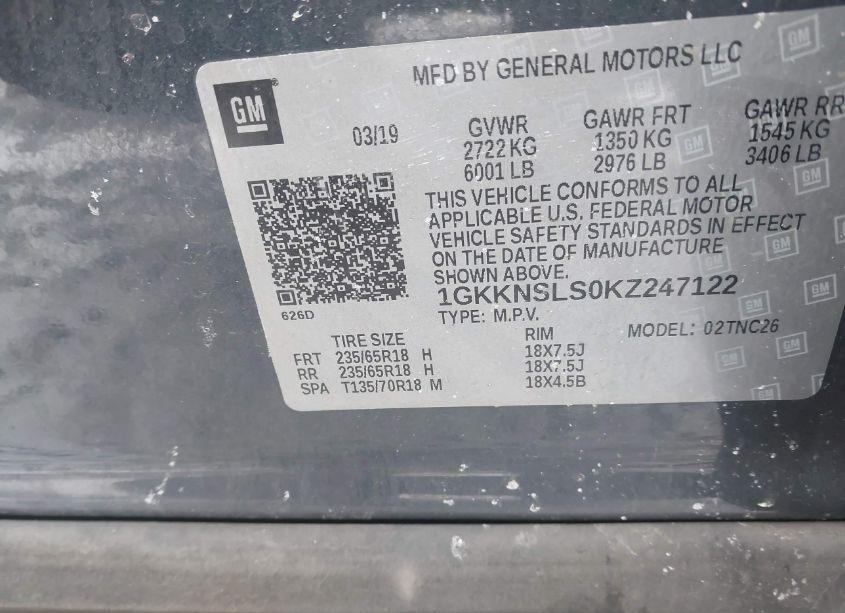 GM
MFD BY GENERAL MOTORS LLC
03/19
GVWR
2722 KG
6001 LB
GAWR FRT
1350 KG
2976 LB
GAWR RR
1545 KG
3406 LB
THIS VEHICLE CONFORMS TO ALL
APPLICABLE U.S. FEDERAL MOTOR
VEHICLE SAFETY STANDARDS IN EFFECT
ON THE DATE OF MANUFACTURE
SHOWN ABOVE.
1GKKNSLS0KZ247122
TYPE: M.P.V.
MODEL: 02TNC26
626D
TIRE SIZE RIM
FRT 235/65R18 H 18X7.5J
RR 235/65R18 H 18X7.5J
SPA T135/70R18 M 18X4.5B